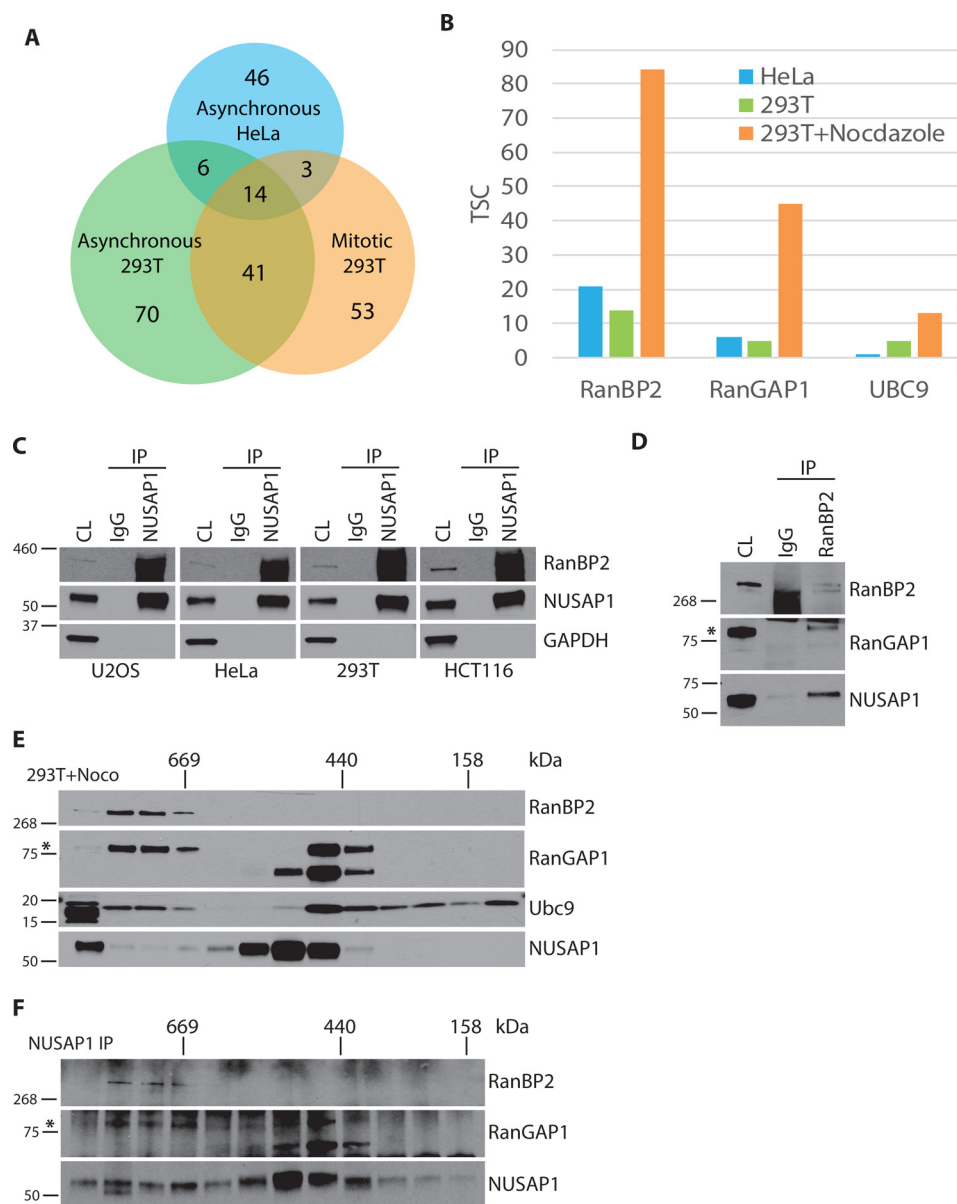 A
46
Asynchronous
HeLa
6
3
14
Asynchronous
293T
Mitotic
293T
41
70
53
B
90
80
70
60
50
40
30
20
10
0
TSC
HeLa
293T
293T+Nocdazole
RanBP2
RanGAP1
UBC9
C
IP
IP
IP
IP
CL
IgG
NUSAP1
CL
IgG
NUSAP1
CL
IgG
NUSAP1
CL
IgG
NUSAP1
460
RanBP2
50
NUSAP1
37
GAPDH
U2OS
HeLa
293T
HCT116
D
IP
CL
IgG
RanBP2
268
RanBP2
*
75
RanGAP1
75
50
NUSAP1
E
293T+Noco
669
440
158
kDa
268
RanBP2
*
75
RanGAP1
20
15
Ubc9
50
NUSAP1
F
NUSAP1 IP
669
440
158
kDa
268
RanBP2
*
75
RanGAP1
50
NUSAP1